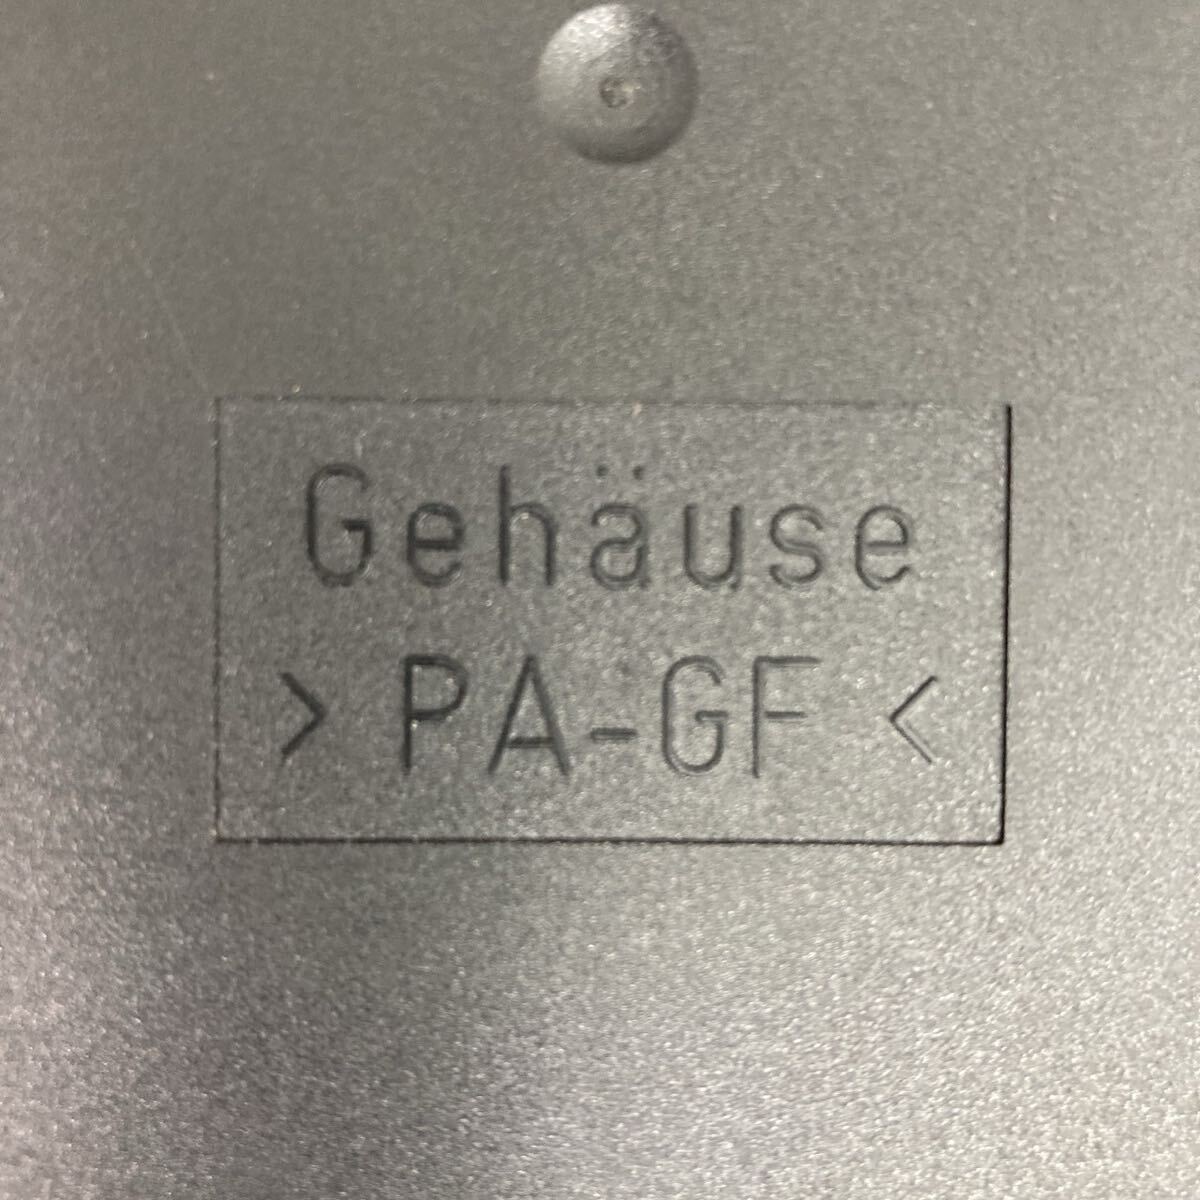 Gehäuse
> PA-GF <